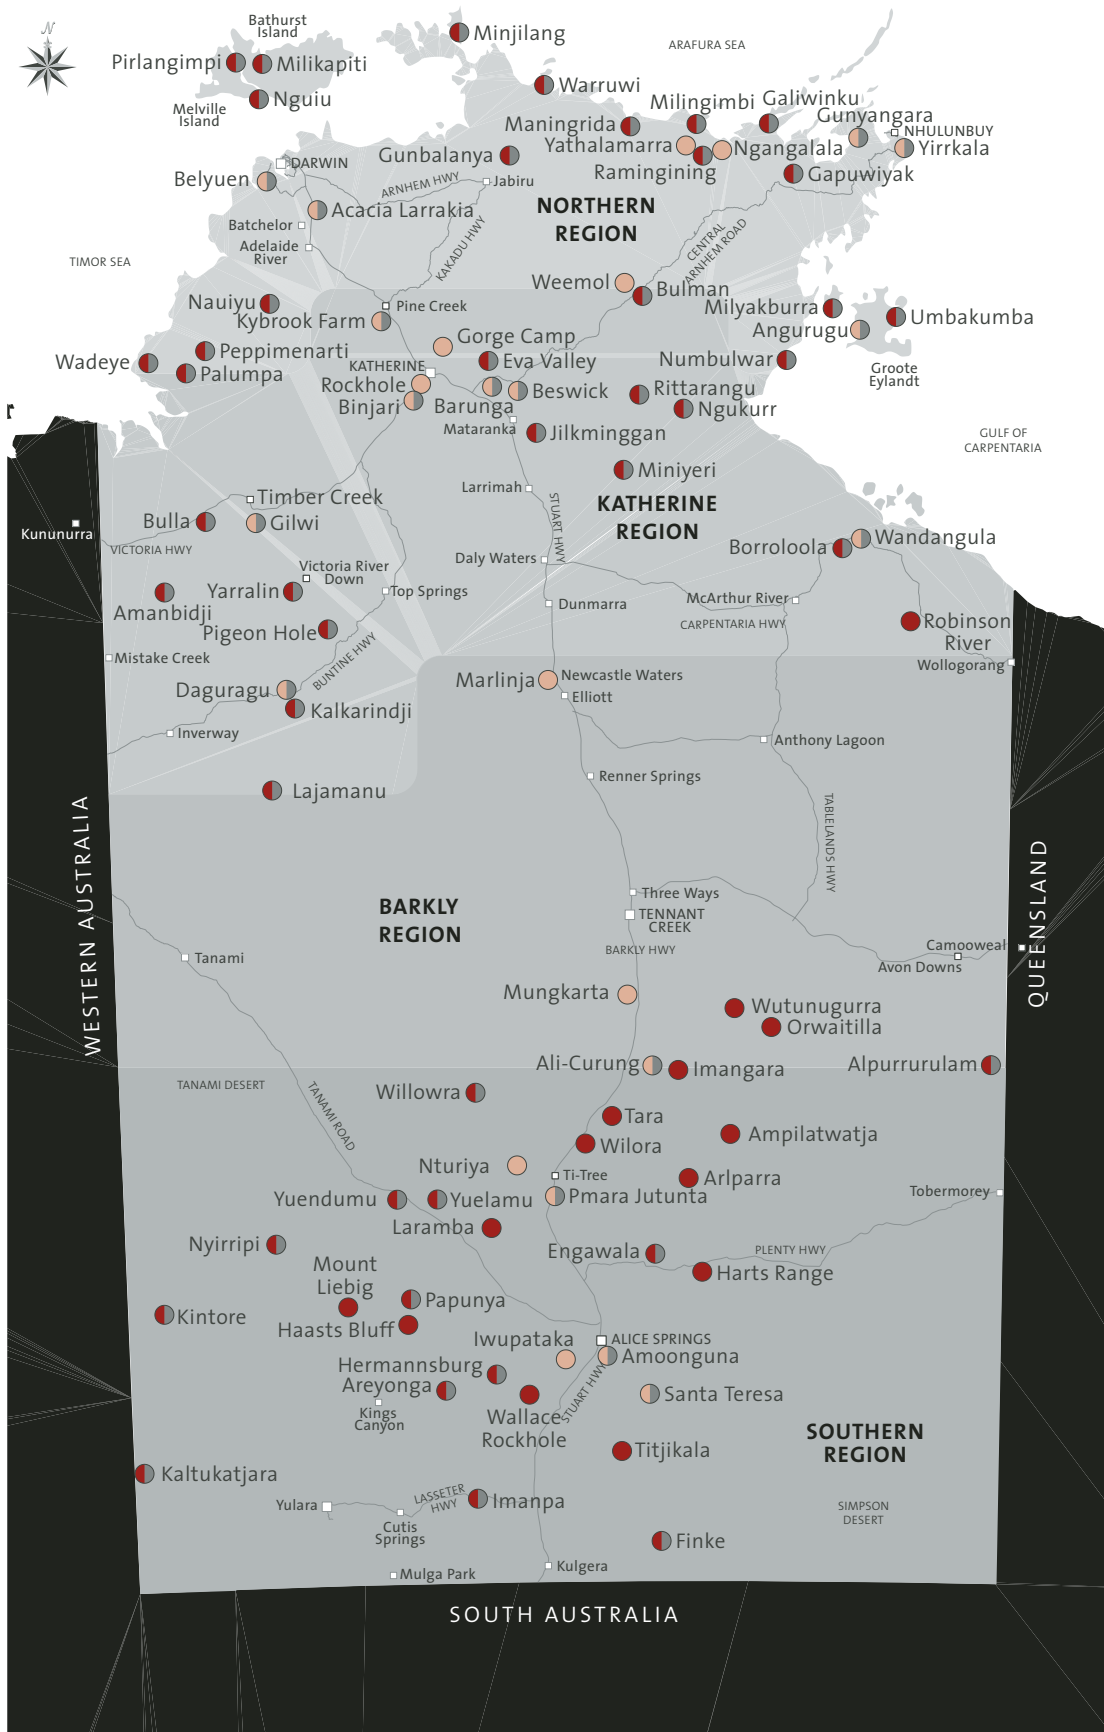 N
Bathurst
Island
Minjilang
ARAFURA SEA
Pirlangimpi
Milikapiti
Warruwi
Nguiu
Melville
Island
Milingimbi
Galiwinku
Gunyangara
Maningrida
NHULUNBUY
Yathalamarra
Ngangalala
Yirrkala
DARWIN
Gunbalanya
Ramingining
Gapuwiyak
Belyuen
ARNHEM HWY
Jabiru
Acacia Larrakia
NORTHERN
REGION
Batchelor
Adelaide
River
KAKADU HWY
CENTRAL
ARNHEM ROAD
TIMOR SEA
Weemol
Bulman
Nauiyu
Pine Creek
Milyakburra
Umbakumba
Kybrook Farm
Angurugu
Gorge Camp
Wadeye
Peppimenarti
KATHERINE
Eva Valley
Numbulwar
Palumpa
Groote
Eylandt
Rockhole
Beswick
Rittarangu
Binjari
Barunga
Ngukurr
r
Mataranka
Jilkminggan
GULF OF
CARPENTARIA
Miniyeri
Larrimah
Timber Creek
STUART HWY
KATHERINE
REGION
Bulla
Gilwi
Kununurra
VICTORIA HWY
Borroloola
Wandangula
Daly Waters
Victoria River
Down
Yarralin
Top Springs
Amanbidji
Dunmarra
McArthur River
CARPENTARIA HWY
Robinson
River
Pigeon Hole
Mistake Creek
BUNTINE HWY
Wollogorang
Daguragu
Marlinja
Newcastle Waters
Elliott
Kalkarindji
Inverway
Anthony Lagoon
Renner Springs
Lajamanu
TABLELANDS HWY
WESTERN AUSTRALIA
QUEENSLAND
Three Ways
BARKLY
REGION
TENNANT
CREEK
BARKLY HWY
Camooweal
Avon Downs
Tanami
Mungkarta
Wutunugurra
Orwaitilla
Ali-Curung
Imangara
Alpurrurulam
TANAMI DESERT
Willowra
TANAMI ROAD
Tara
Ampilatwatja
Wilora
Nturiya
Ti-Tree
Arlparra
Yuendumu
Yuelamu
Pmara Jutunta
Tobermorey
Laramba
Nyirripi
Engawala
PLENTY HWY
Mount
Liebig
Harts Range
Papunya
Kintore
Haasts Bluff
Iwupataka
ALICE SPRINGS
Amoonguna
Hermannsburg
Areyonga
Santa Teresa
Kings
Canyon
STUART HWY
Wallace
Rockhole
SOUTHERN
REGION
Titjikala
Kaltukatjara
LASSETER
HWY
Imanpa
Yulara
SIMPSON
DESERT
Cutis
Springs
Finke
Kulgera
Mulga Park
SOUTH AUSTRALIA